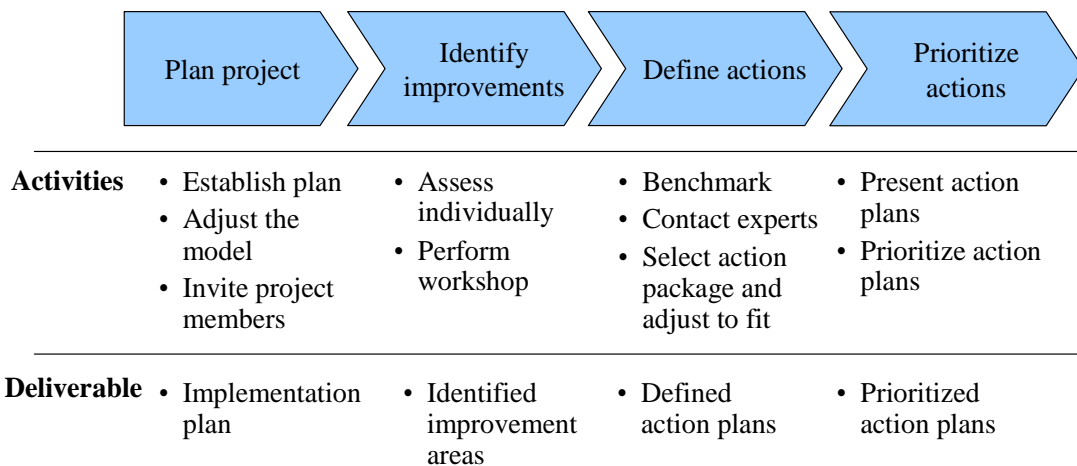 Plan project
Identify
improvements
Define actions
Prioritize
actions
Activities
• Establish plan
• Adjust the
model
• Invite project
members
• Assess
individually
• Perform
workshop
• Benchmark
• Contact experts
• Select action
package and
adjust to fit
• Present action
plans
• Prioritize action
plans
Deliverable
• Implementation
plan
• Identified
improvement
areas
• Defined
action plans
• Prioritized
action plans